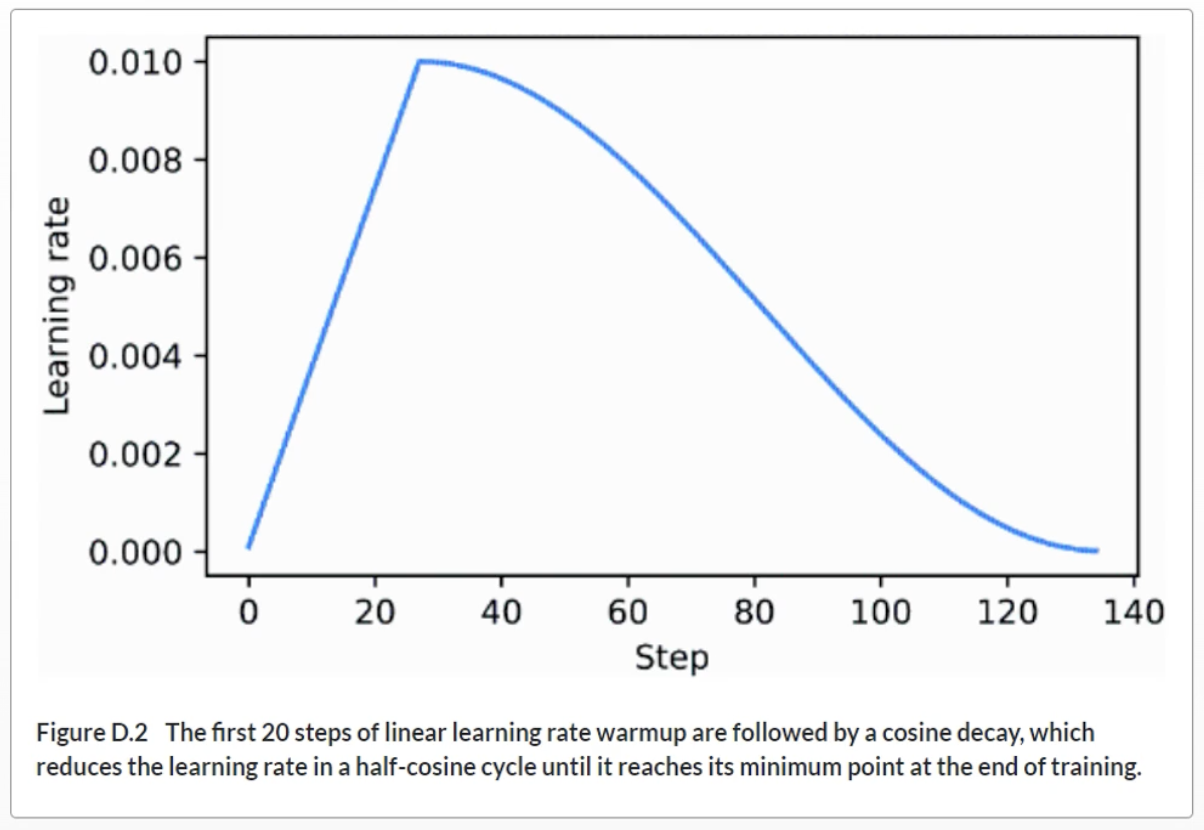 0.010
0.008
0.006
0.004
0.002
0.000
Learning rate
0 20 40 60 80 100 120 140
Step
Figure D.2 The first 20 steps of linear learning rate warmup are followed by a cosine decay, which
reduces the learning rate in a half-cosine cycle until it reaches its minimum point at the end of training.